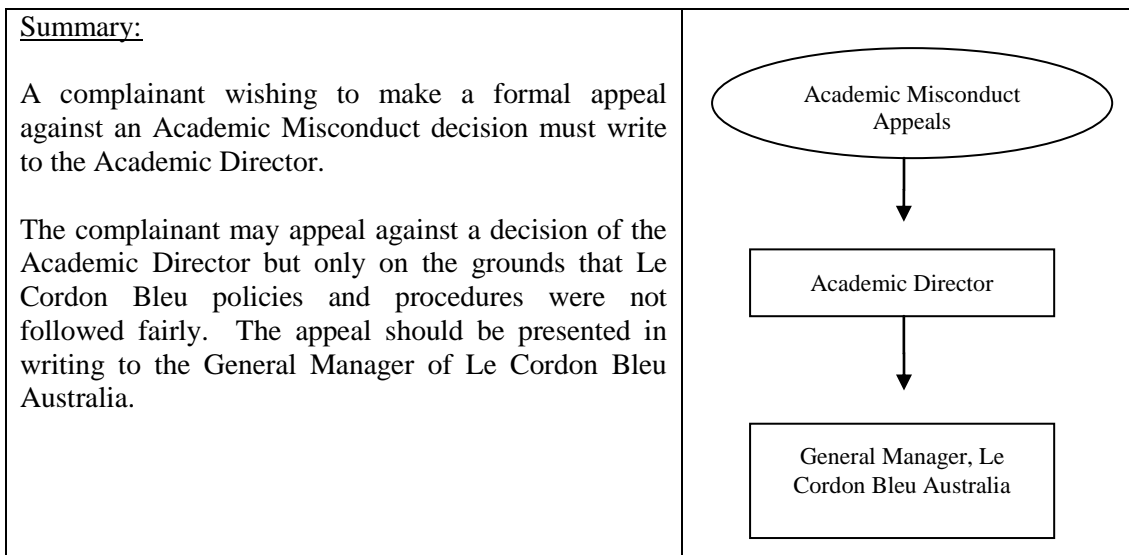 Summary:
A complainant wishing to make a formal appeal
against an Academic Misconduct decision must write
to the Academic Director.
The complainant may appeal against a decision of the
Academic Director but only on the grounds that Le
Cordon Bleu policies and procedures were not
followed fairly. The appeal should be presented in
writing to the General Manager of Le Cordon Bleu
Australia.
Academic Misconduct
Appeals
Academic Director
General Manager, Le
Cordon Bleu Australia